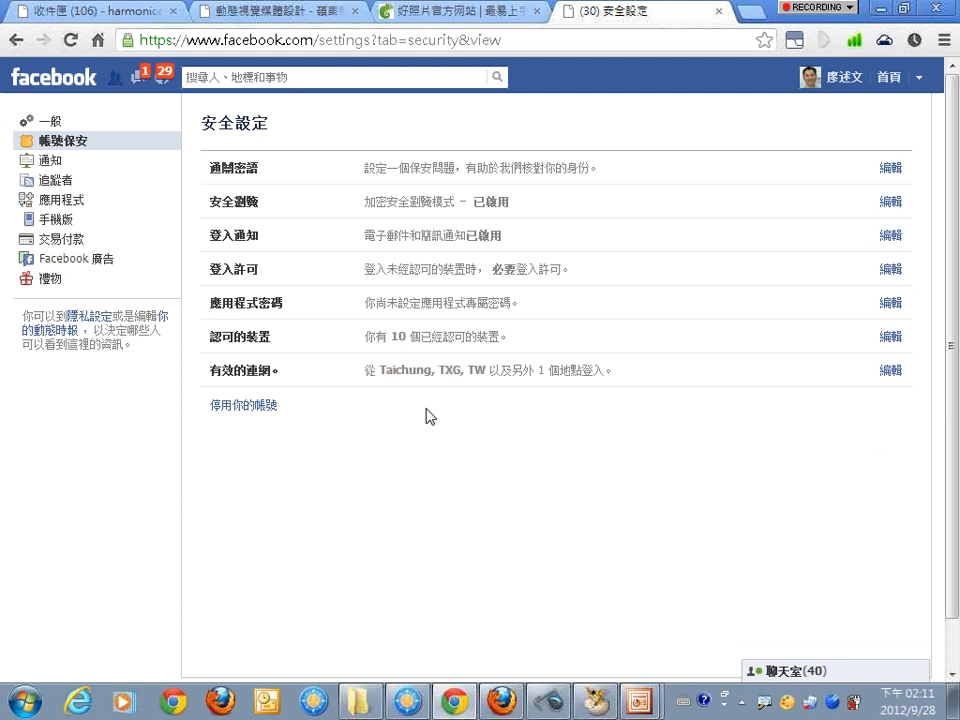 收件匣 (106) - harmonica
動態視覺媒體設計 - 蘋果
好照片官方网站 | 最易上手
(30) 安全設定
RECORDING
https://www.facebook.com/settings?tab=security&view
facebook
1
29
搜尋人、地標和事物
廖述文
首頁
一般
帳號保安
通知
追蹤者
應用程式
手機版
交易付款
Facebook 廣告
禮物
你可以到隱私設定或是編輯你
的動態時報,以決定哪些人
可以看到這裡的資訊。
安全設定
通關密語 設定一個保安問題,有助於我們核對你的身份。 編輯
安全瀏覽 加密安全瀏覽模式 - 已啟用 編輯
登入通知 電子郵件和簡訊通知已啟用 編輯
登入許可 登入未經認可的裝置時, 必要登入許可。 編輯
應用程式密碼 你尚未設定應用程式專屬密碼。 編輯
認可的裝置 你有 10 個已經認可的裝置。 編輯
有效的連網。 從 Taichung, TXG, TW 以及另外 1 個地點登入。 編輯
停用你的帳號
聊天室(40)
下午 02:11
2012/9/28